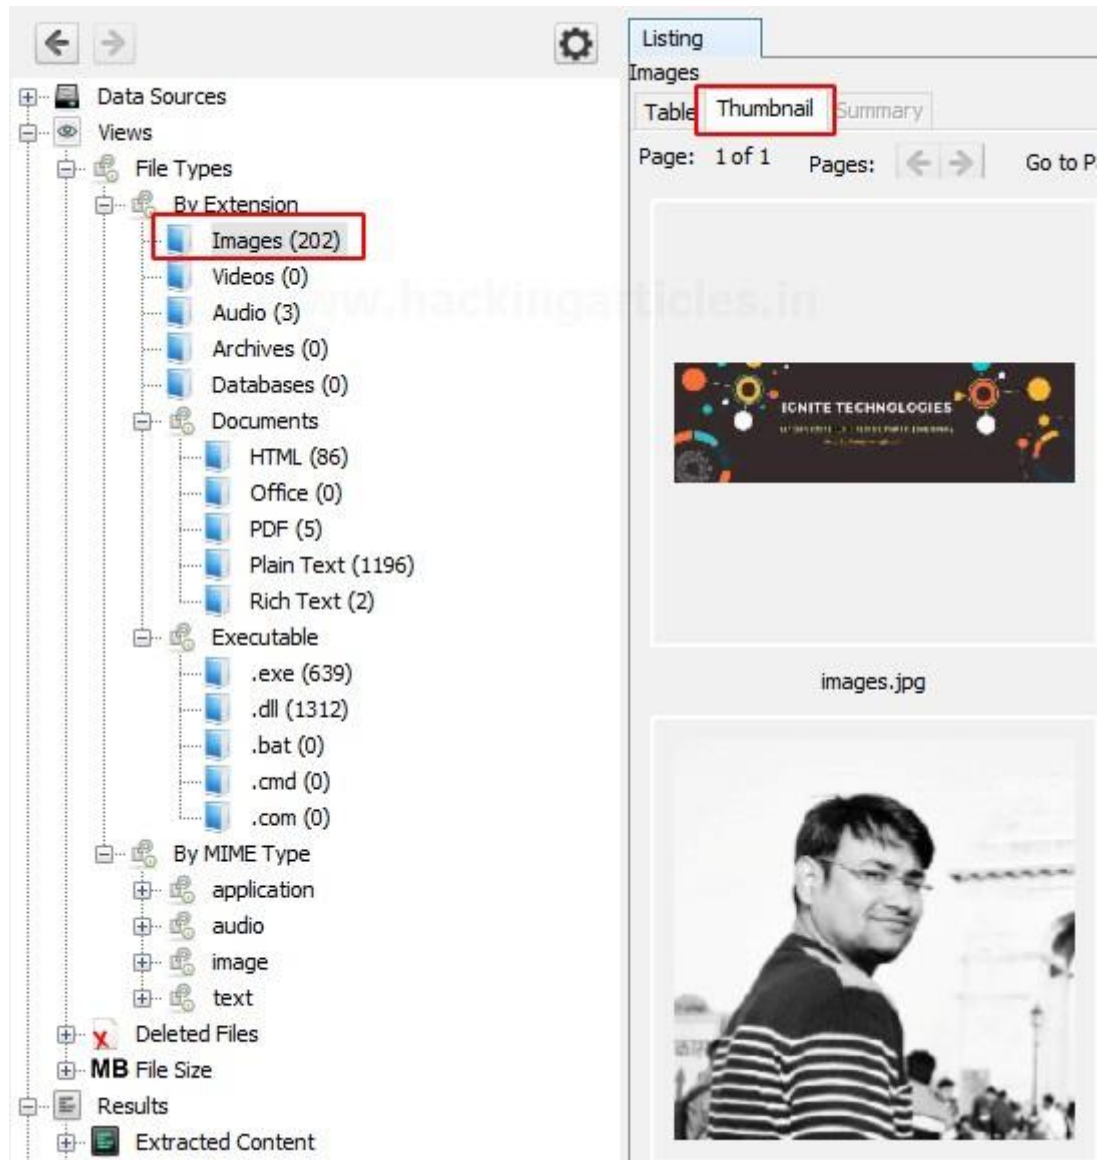 Data Sources
Views
File Types
By Extension
Images (202)
Videos (0)
Audio (3)
Archives (0)
Databases (0)
Documents
HTML (86)
Office (0)
PDF (5)
Plain Text (1196)
Rich Text (2)
Executable
.exe (639)
.dll (1312)
.bat (0)
.cmd (0)
.com (0)
By MIME Type
application
audio
image
text
Deleted Files
MB File Size
Results
Extracted Content
Listing
Images
Table Thumbnail Summary
Page: 1 of 1 Pages: Go to P
www.hackingarticles.in
IGNITE TECHNOLOGIES
images.jpg